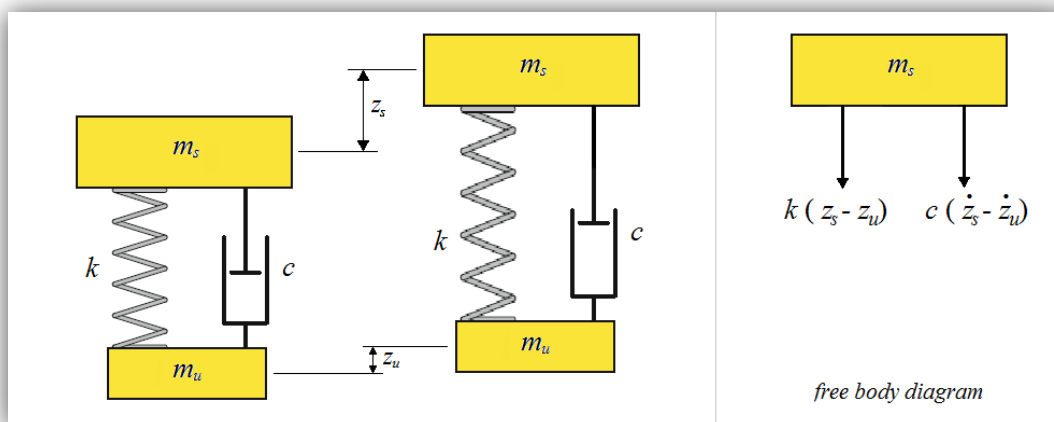 mₛ
zₛ
mₛ
k
c
mᵤ
zᵤ
mₛ
k
c
mᵤ
k ( zₛ - zᵤ)
c ( żₛ - żᵤ)
free body diagram